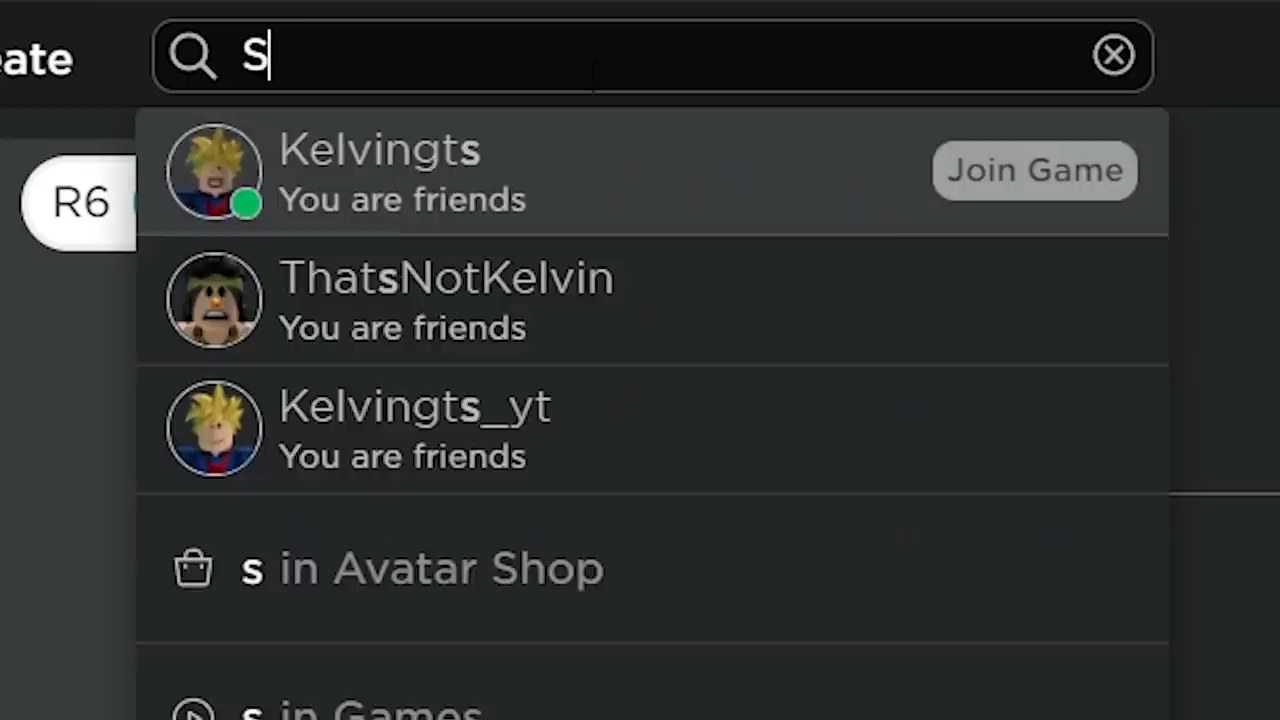 eate
S
R6
Kelvingts
You are friends
Join Game
ThatsNotKelvin
You are friends
Kelvingts_yt
You are friends
s in Avatar Shop
s in Games